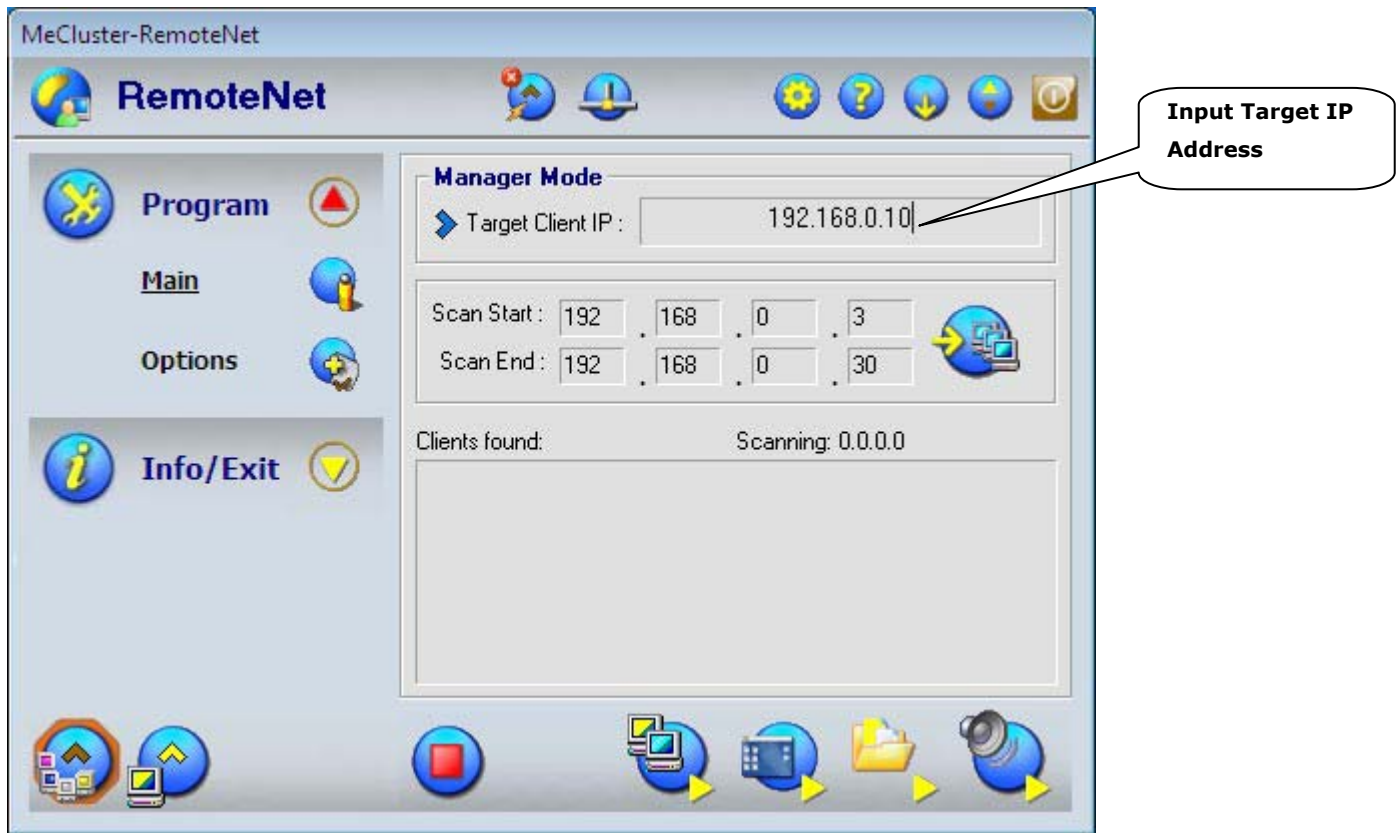 MeCluster-RemoteNet
RemoteNet
Input Target IP
Address
Program
Main
Options
Info/Exit
Manager Mode
Target Client IP : 192.168.0.10
Scan Start : 192 . 168 . 0 . 3
Scan End : 192 . 168 . 0 . 30
Clients found: Scanning: 0.0.0.0